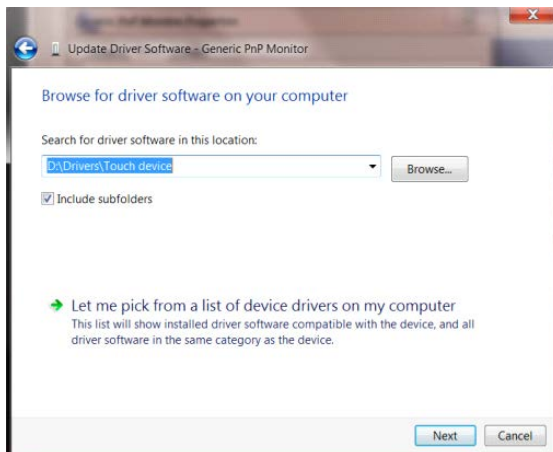 Update Driver Software - Generic PnP Monitor
Browse for driver software on your computer
Search for driver software in this location:
D:\Drivers\Touch device
Browse...
Include subfolders
Let me pick from a list of device drivers on my computer
This list will show installed driver software compatible with the device, and all
driver software in the same category as the device.
Next
Cancel